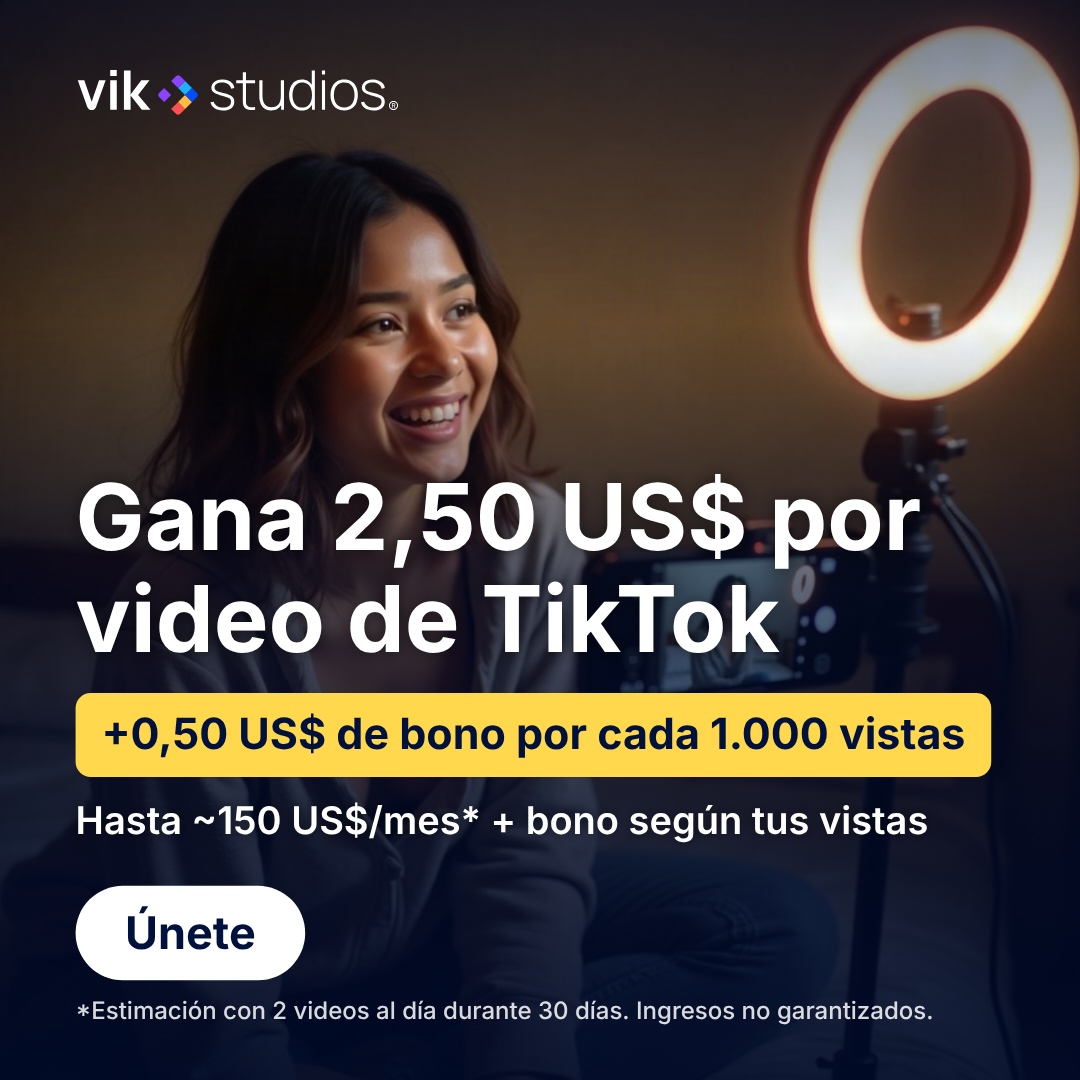 vik studios®
Gana 2,50 US$ por
video de TikTok
+0,50 US$ de bono por cada 1.000 vistas
Hasta ~150 US$/mes* + bono según tus vistas
Únete
*Estimación con 2 videos al día durante 30 días. Ingresos no garantizados.